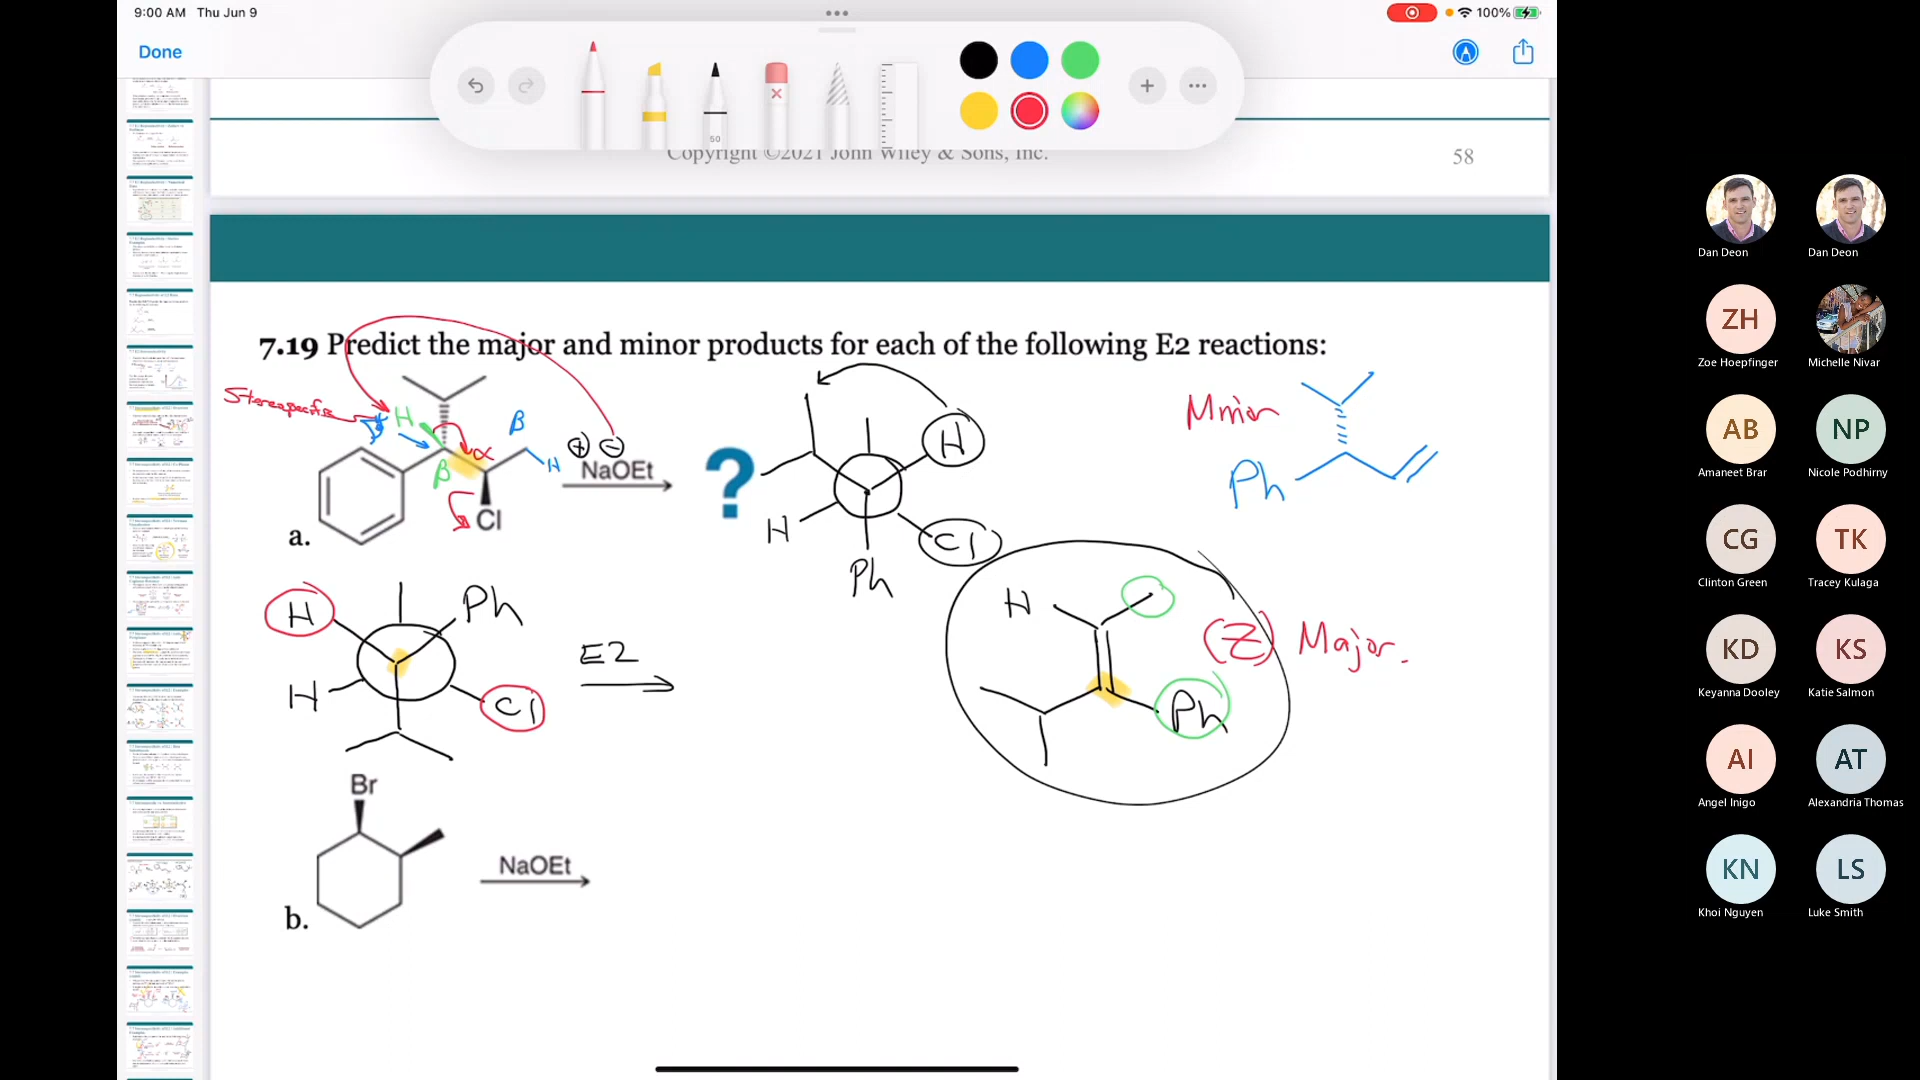 9:00 AM Thu Jun 9
100%
Done
50
Copyright ©2021 John Wiley & Sons, Inc.
58
7.19 Predict the major and minor products for each of the following E2 reactions:
Stereospecific
H
β
β
α
H
Cl
+ −
NaOEt
?
a.
H
H
Cl
Ph
Minor
Ph
H
Ph
H
Cl
E2
H
Ph
(Z) Major.
Br
NaOEt
b.
Dan Deon
Dan Deon
ZH
Zoe Hoepfinger
Michelle Nivar
AB
Amaneet Brar
NP
Nicole Podhirny
CG
Clinton Green
TK
Tracey Kulaga
KD
Keyanna Dooley
KS
Katie Salmon
AI
Angel Inigo
AT
Alexandria Thomas
KN
Khoi Nguyen
LS
Luke Smith